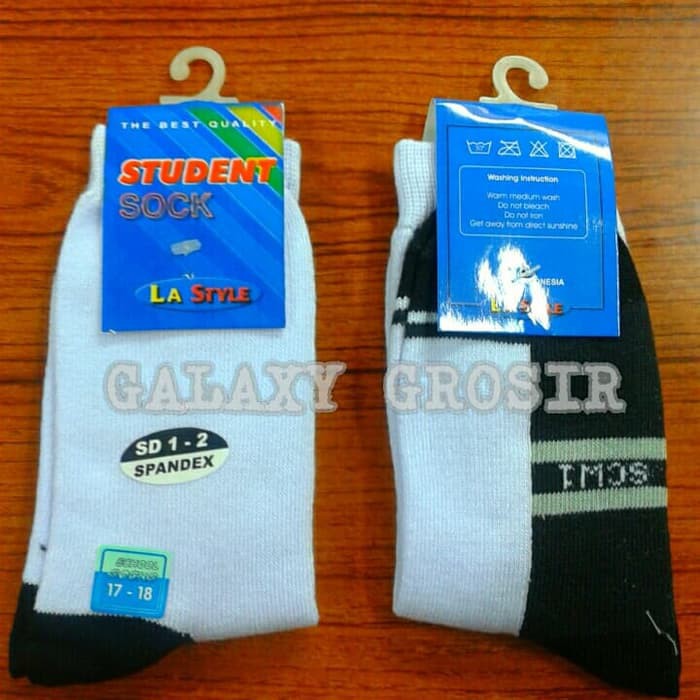 THE BEST QUALITY
STUDENT
SOCK
LA STYLE
SD 1 - 2
SPANDEX
SCHOOL
17 - 18
Washing Instruction
Warm medium wash
Do not bleach
Do not iron
Get away from direct sunshine
LA STYLE
GALAXY GROSIR